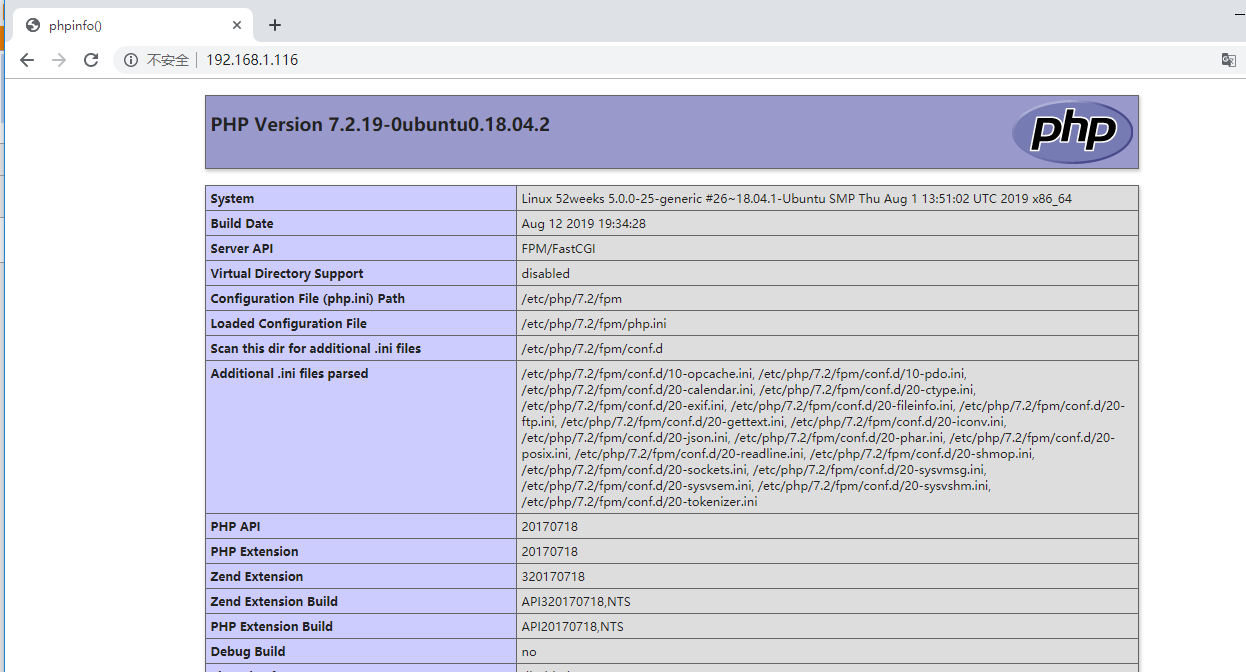 phpinfo()
不安全 192.168.1.116
PHP Version 7.2.19-0ubuntu0.18.04.2
php
System Linux 52weeks 5.0.0-25-generic #26~18.04.1-Ubuntu SMP Thu Aug 1 13:51:02 UTC 2019 x86_64
Build Date Aug 12 2019 19:34:28
Server API FPM/FastCGI
Virtual Directory Support disabled
Configuration File (php.ini) Path /etc/php/7.2/fpm
Loaded Configuration File /etc/php/7.2/fpm/php.ini
Scan this dir for additional .ini files /etc/php/7.2/fpm/conf.d
Additional .ini files parsed /etc/php/7.2/fpm/conf.d/10-opcache.ini, /etc/php/7.2/fpm/conf.d/10-pdo.ini,
/etc/php/7.2/fpm/conf.d/20-calendar.ini, /etc/php/7.2/fpm/conf.d/20-ctype.ini,
/etc/php/7.2/fpm/conf.d/20-exif.ini, /etc/php/7.2/fpm/conf.d/20-fileinfo.ini, /etc/php/7.2/fpm/conf.d/20-
ftp.ini, /etc/php/7.2/fpm/conf.d/20-gettext.ini, /etc/php/7.2/fpm/conf.d/20-iconv.ini,
/etc/php/7.2/fpm/conf.d/20-json.ini, /etc/php/7.2/fpm/conf.d/20-phar.ini, /etc/php/7.2/fpm/conf.d/20-
posix.ini, /etc/php/7.2/fpm/conf.d/20-readline.ini, /etc/php/7.2/fpm/conf.d/20-shmop.ini,
/etc/php/7.2/fpm/conf.d/20-sockets.ini, /etc/php/7.2/fpm/conf.d/20-sysvmsg.ini,
/etc/php/7.2/fpm/conf.d/20-sysvsem.ini, /etc/php/7.2/fpm/conf.d/20-sysvshm.ini,
/etc/php/7.2/fpm/conf.d/20-tokenizer.ini
PHP API 20170718
PHP Extension 20170718
Zend Extension 320170718
Zend Extension Build API320170718,NTS
PHP Extension Build API20170718,NTS
Debug Build no